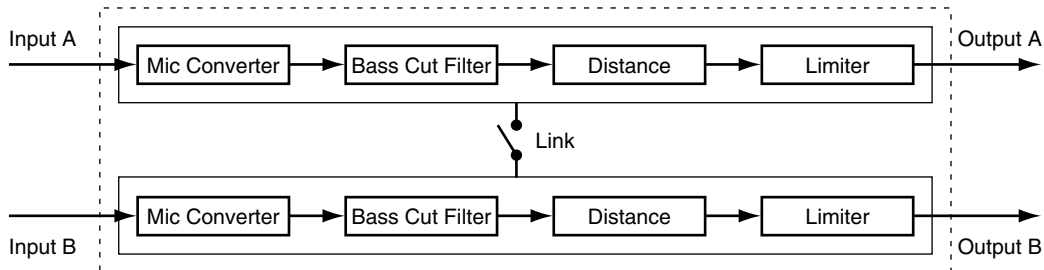 Input A
Output A
Mic Converter
Bass Cut Filter
Distance
Limiter
Link
Mic Converter
Bass Cut Filter
Distance
Limiter
Input B
Output B